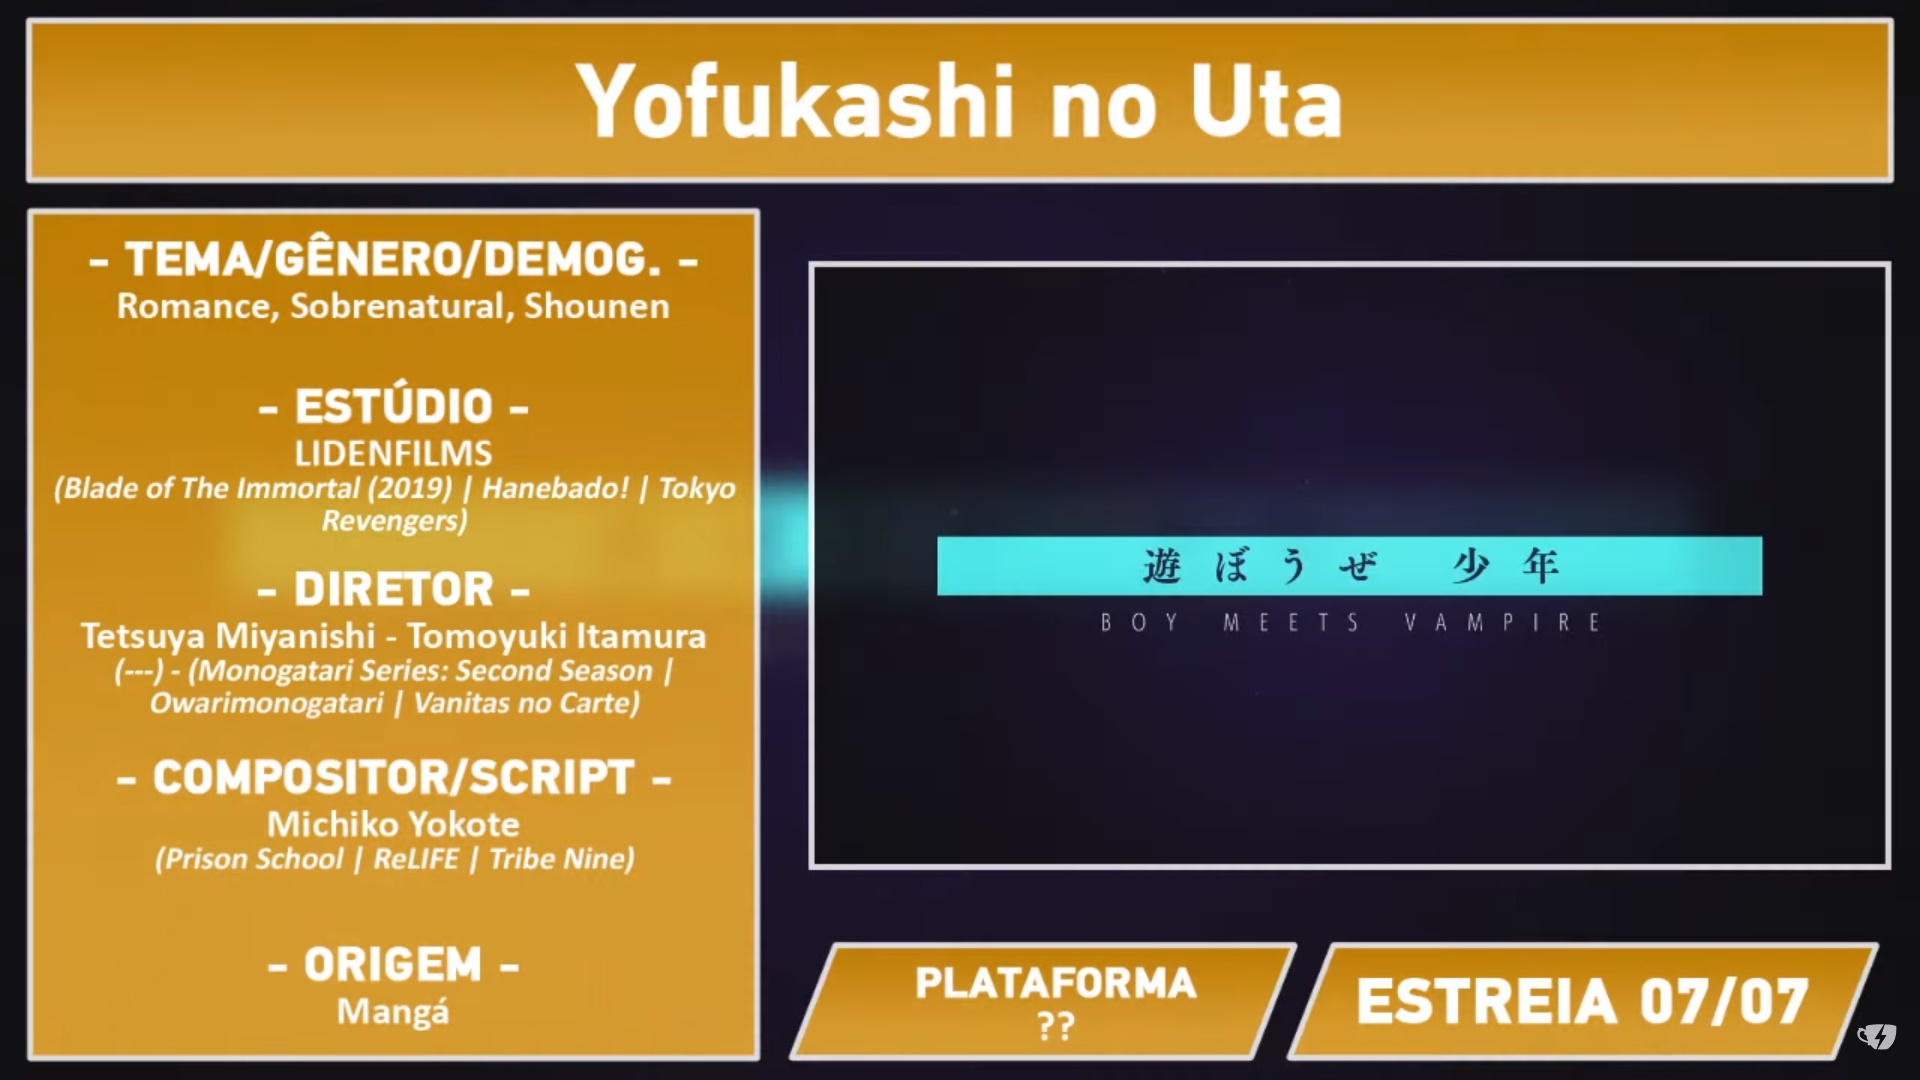 Yofukashi no Uta
- TEMA/GÊNERO/DEMOG. -
Romance, Sobrenatural, Shounen
- ESTÚDIO -
LIDENFILMS
(Blade of The Immortal (2019) | Hanebado! | Tokyo
Revengers)
- DIRETOR -
Tetsuya Miyanishi - Tomoyuki Itamura
(---) - (Monogatari Series: Second Season |
Owarimonogatari | Vanitas no Carte)
- COMPOSITOR/SCRIPT -
Michiko Yokote
(Prison School | ReLIFE | Tribe Nine)
- ORIGEM -
Mangá
遊ぼうぜ 少年
BOY MEETS VAMPIRE
PLATAFORMA
??
ESTREIA 07/07